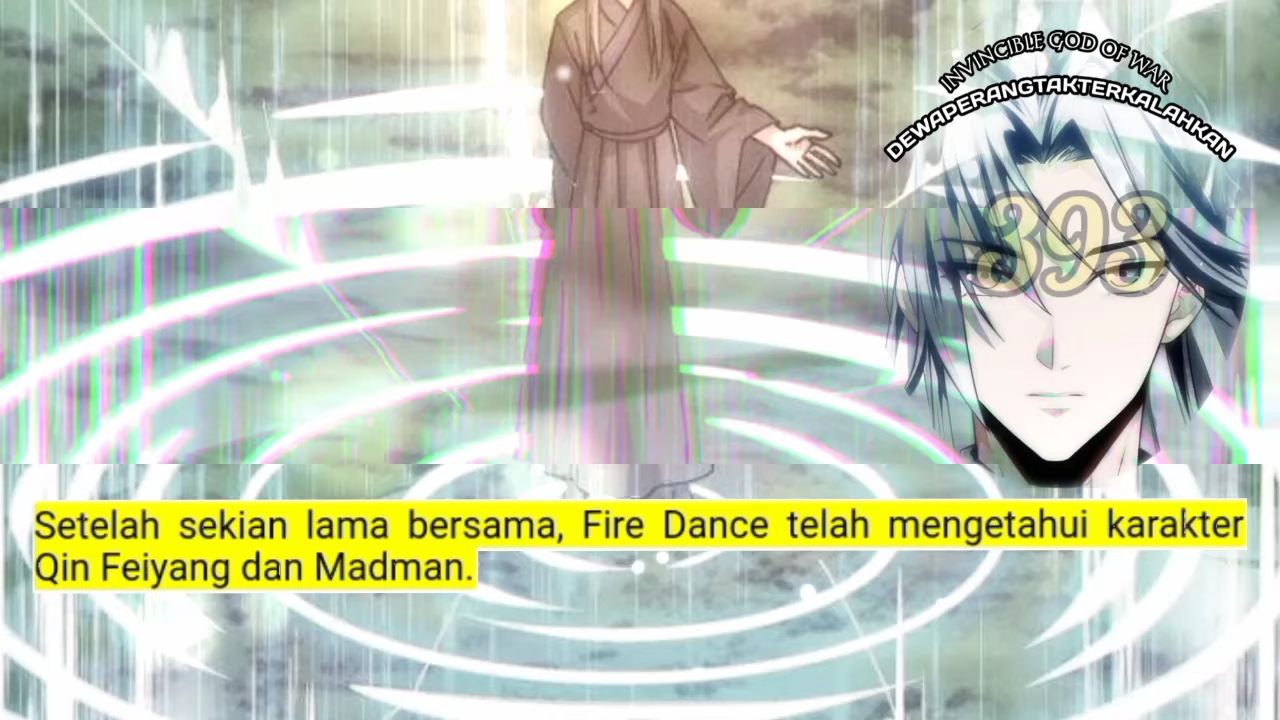 INVINCIBLE GOD OF WAR
DEWAPERANGTAKTERKALAHKAN
393
Setelah sekian lama bersama, Fire Dance telah mengetahui karakter
Qin Feiyang dan Madman.